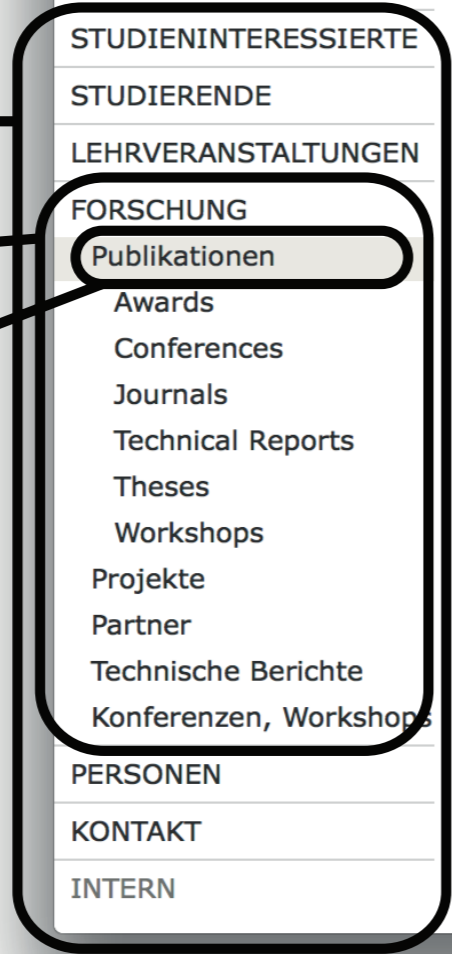 STUDIENINTERESSIERTE
STUDIERENDE
LEHRVERANSTALTUNGEN
FORSCHUNG
Publikationen
Awards
Conferences
Journals
Technical Reports
Theses
Workshops
Projekte
Partner
Technische Berichte
Konferenzen, Workshops
PERSONEN
KONTAKT
INTERN